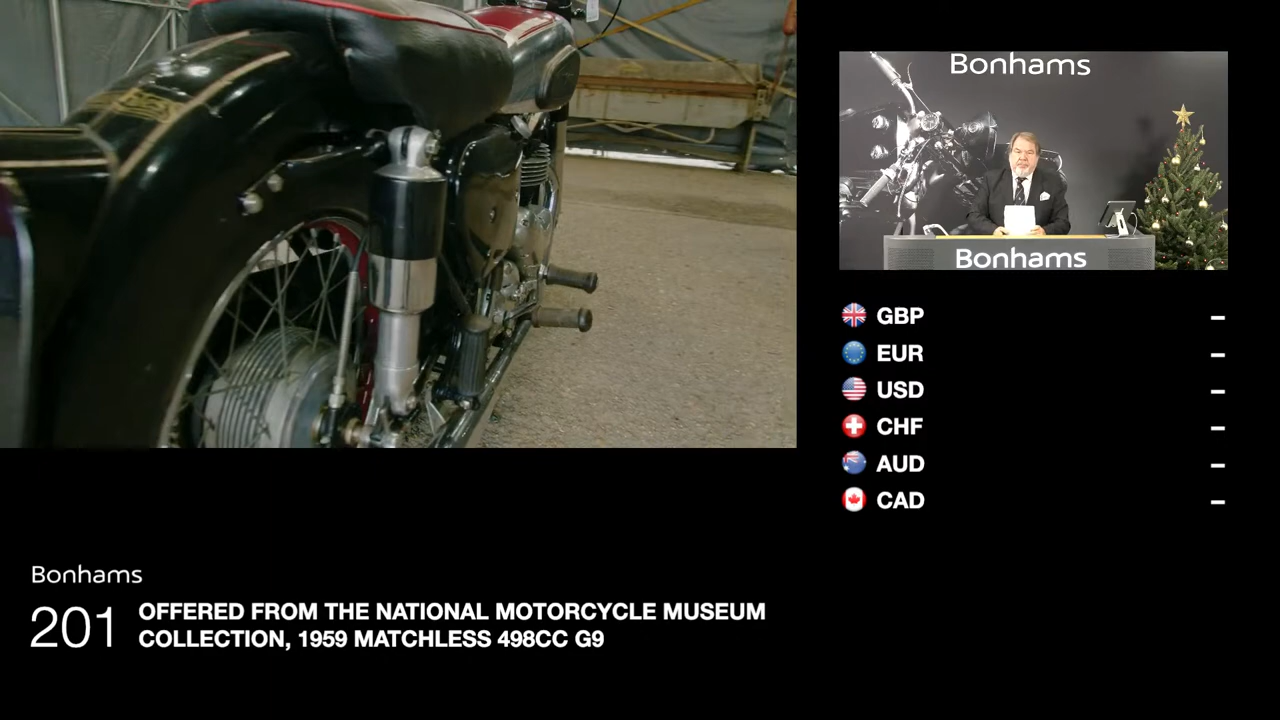 Bonhams
Bonhams
GBP –
EUR –
USD –
CHF –
AUD –
CAD –
Bonhams
201
OFFERED FROM THE NATIONAL MOTORCYCLE MUSEUM
COLLECTION, 1959 MATCHLESS 498CC G9